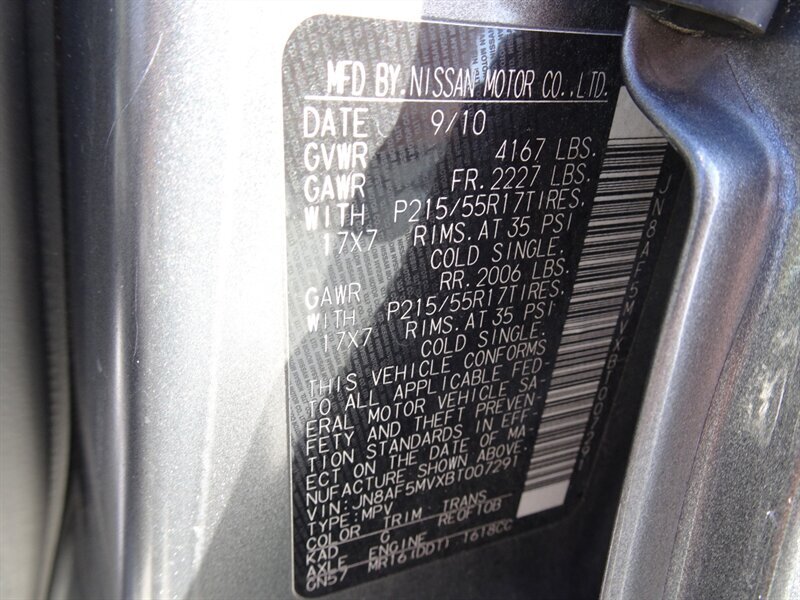 MFD BY. NISSAN MOTOR CO., LTD.
DATE 9/10
GVWR 4167 LBS.
GAWR FR. 2227 LBS.
WITH P215/55R17TIRES.
17X7 RIMS. AT 35 PSI
COLD SINGLE.
GAWR RR. 2006 LBS.
WITH P215/55R17TIRES.
17X7 RIMS. AT 35 PSI
COLD SINGLE.
THIS VEHICLE CONFORMS
TO ALL APPLICABLE FED-
ERAL MOTOR VEHICLE SA-
FETY AND THEFT PREVEN-
TION STANDARDS IN EFF-
ECT ON THE DATE OF MA-
NUFACTURE SHOWN ABOVE.
VIN: JN8AF5MVXBT007291
TYPE: MPV
COLOR TRIM TRANS
KAD G RE0F10B
AXLE ENGINE
GN57 MR16(DDT) 1618CC
JN8AF5MVXBT007291